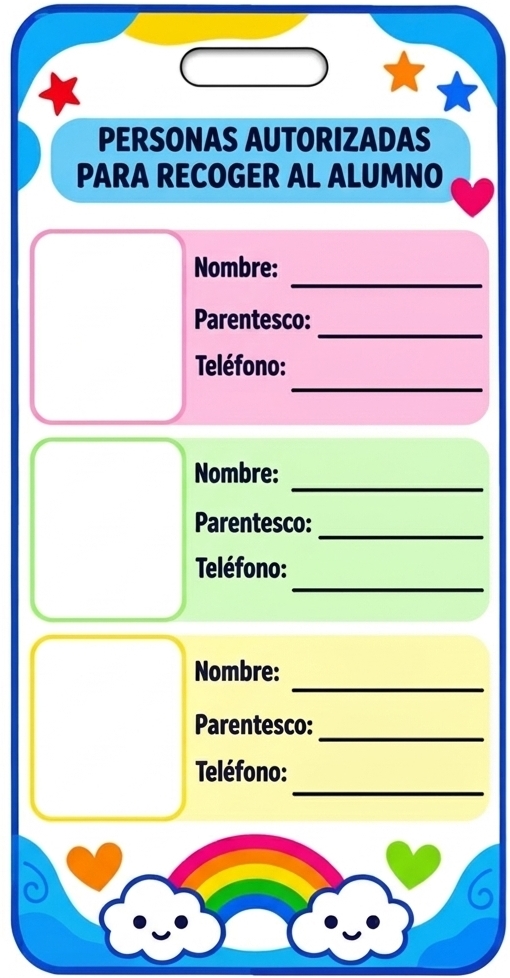 PERSONAS AUTORIZADAS
PARA RECOGER AL ALUMNO
Nombre:
Parentesco:
Teléfono:
Nombre:
Parentesco:
Teléfono:
Nombre:
Parentesco:
Teléfono: